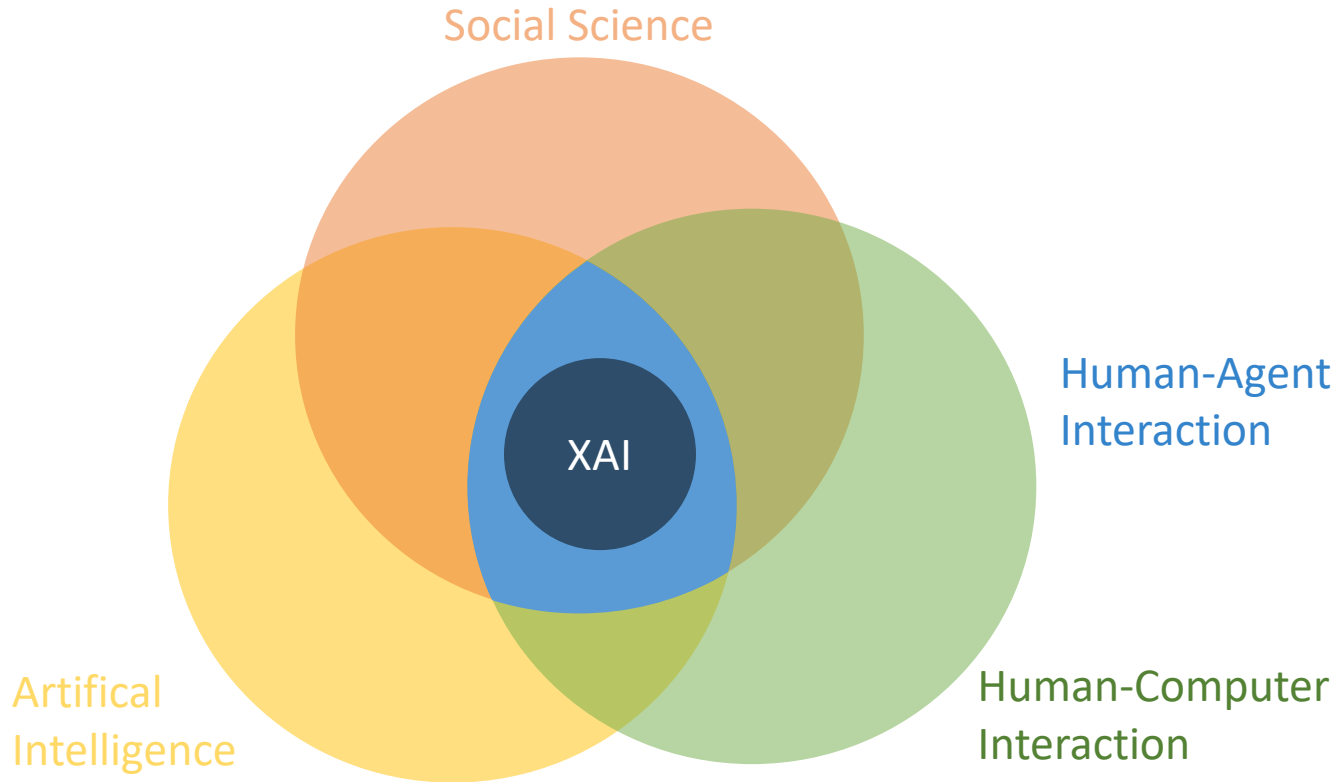 Social Science
Human-Agent
Interaction
XAI
Artifical
Intelligence
Human-Computer
Interaction